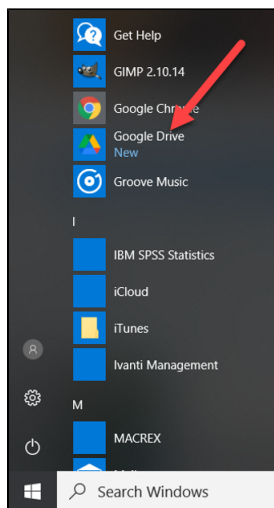 Get Help
GIMP 2.10.14
Google Chrome
Google Drive
New
Groove Music
I
IBM SPSS Statistics
iCloud
iTunes
Ivanti Management
M
MACREX
Search Windows